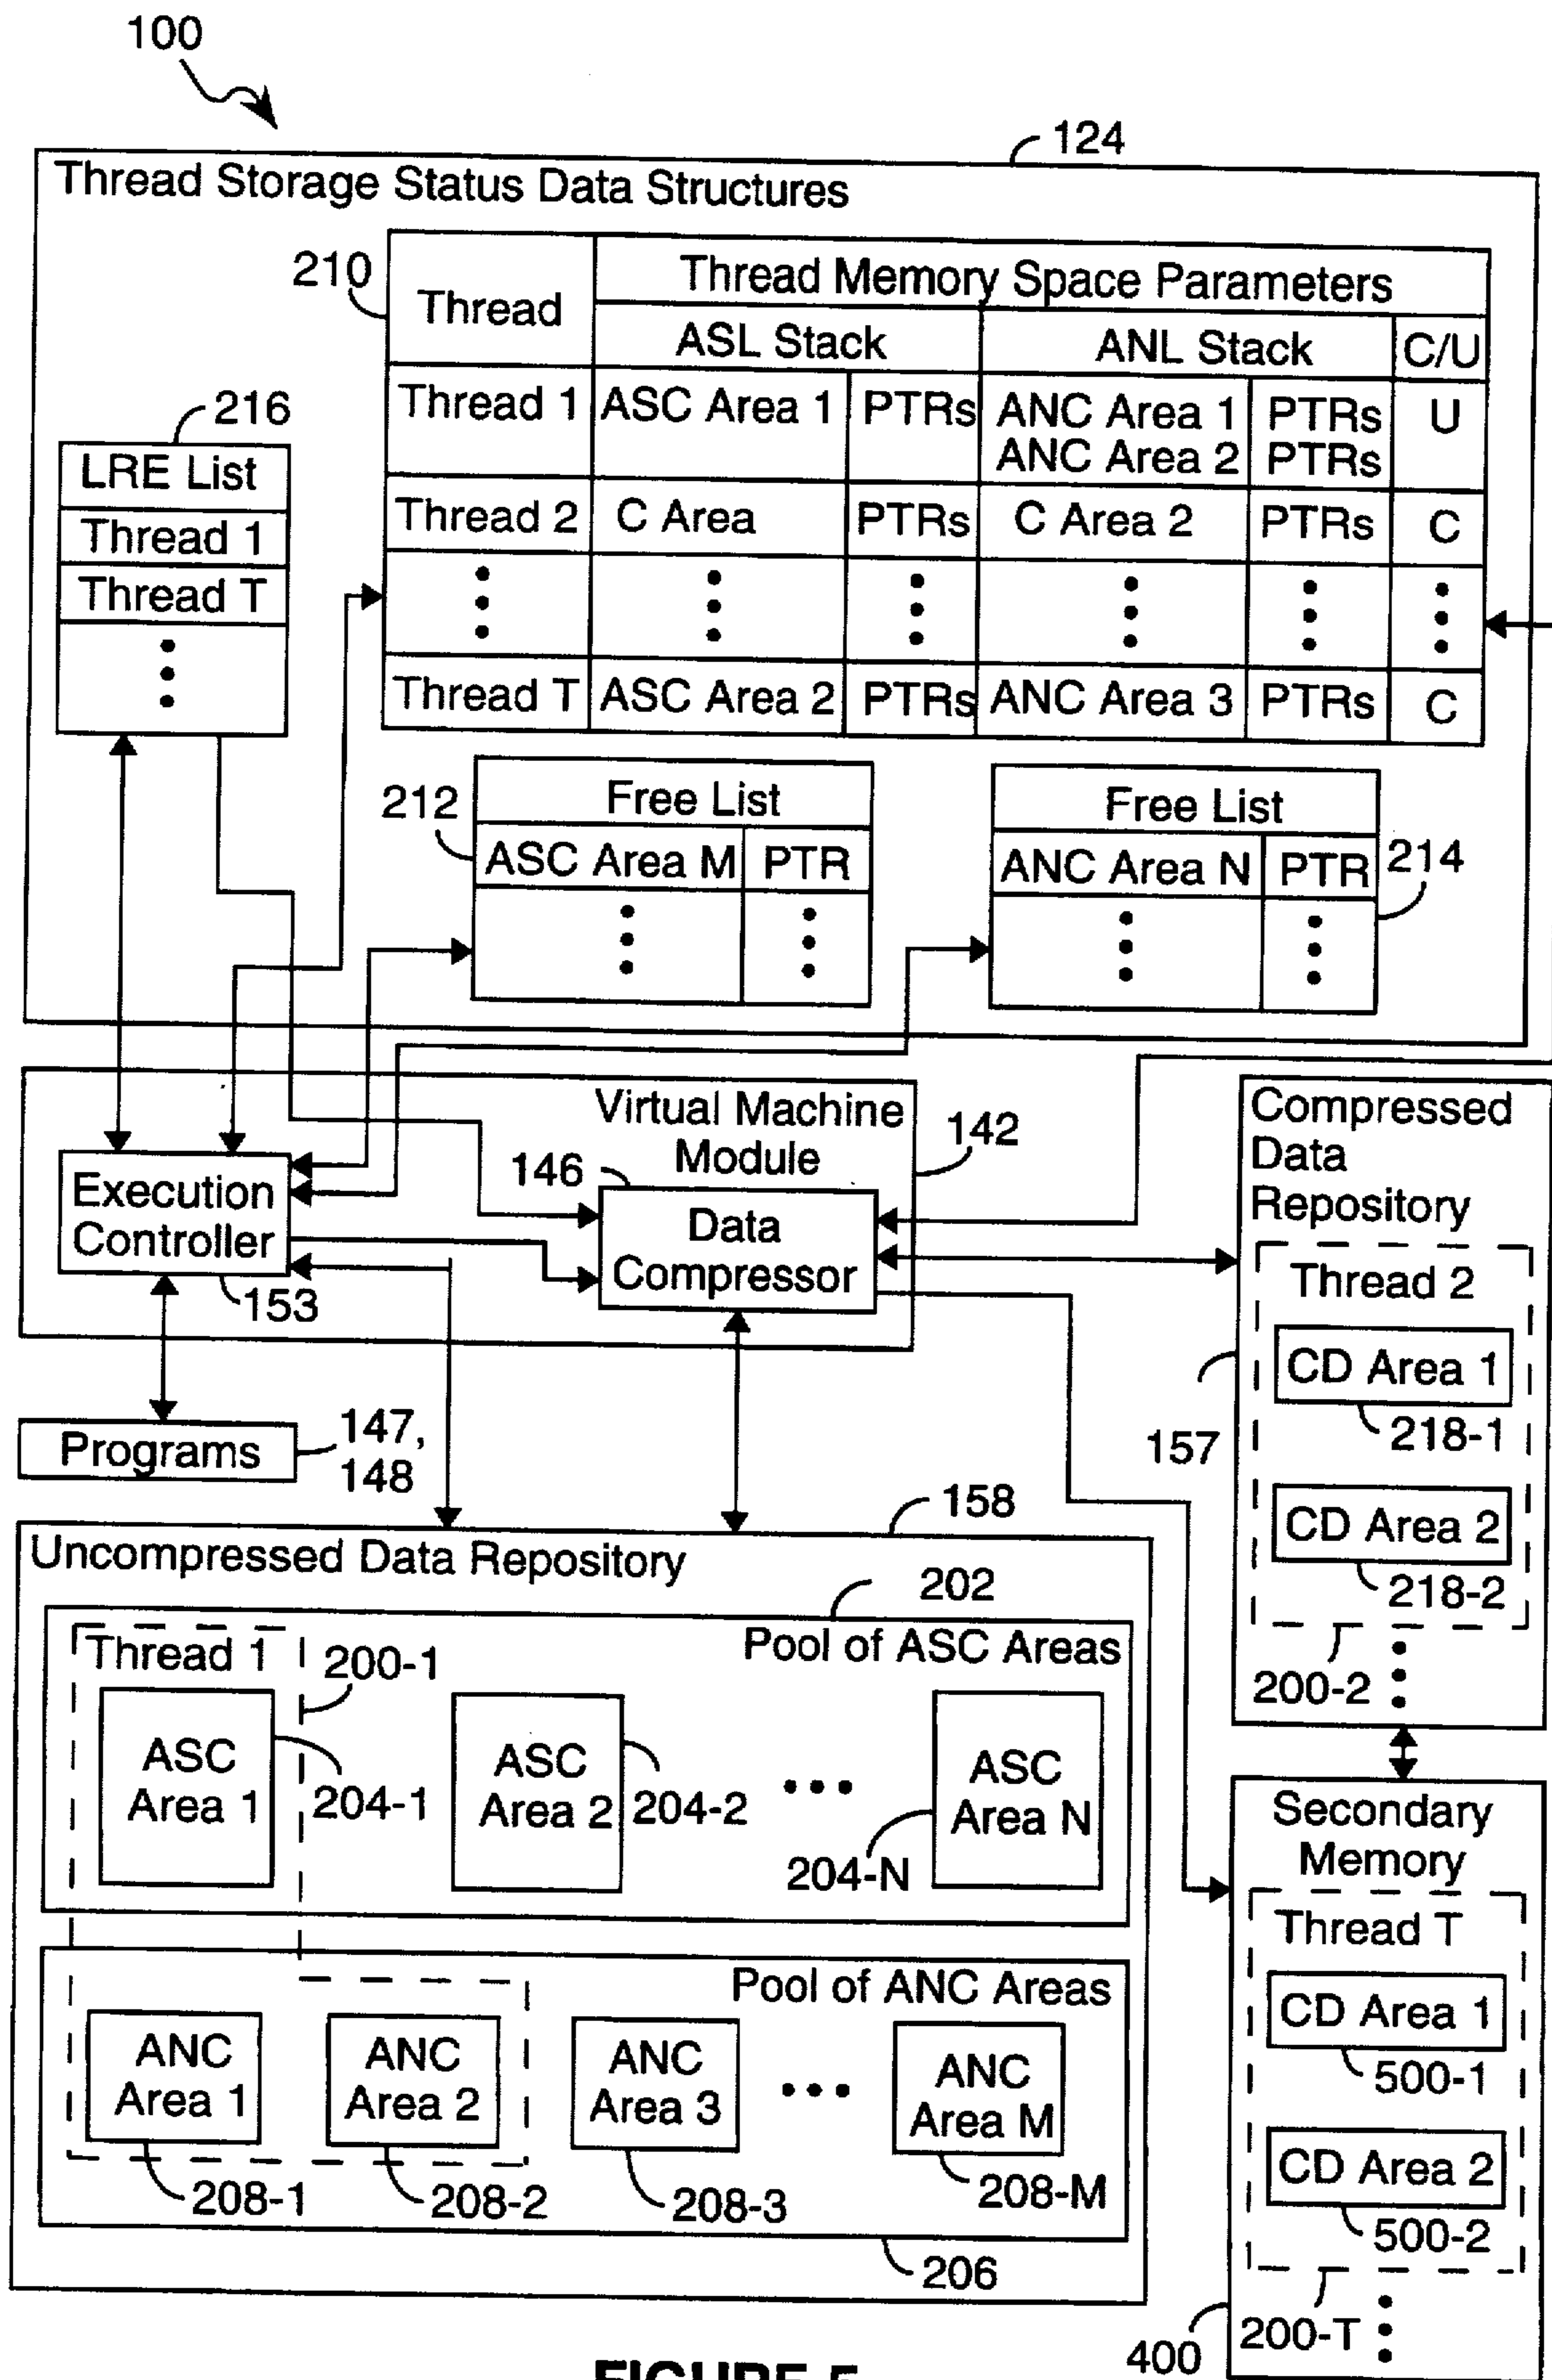 100
124
Thread Storage Status Data Structures
210
Thread
Thread Memory Space Parameters
ASL Stack
ANL Stack
C/U
Thread 1
ASC Area 1
PTRs
ANC Area 1
PTRs
U
ANC Area 2
PTRs
216
LRE List
Thread 1
Thread T
Thread 2
C Area
PTRs
C Area 2
PTRs
C
Thread T
ASC Area 2
PTRs
ANC Area 3
PTRs
C
212
Free List
ASC Area M
PTR
Free List
ANC Area N
PTR
214
Virtual Machine
Module
142
146
Execution
Controller
153
Data
Compressor
Compressed
Data
Repository
Thread 2
CD Area 1
218-1
157
CD Area 2
218-2
200-2
Programs
147,
148
158
Uncompressed Data Repository
202
Thread 1
200-1
Pool of ASC Areas
ASC
Area 1
204-1
ASC
Area 2
204-2
ASC
Area N
204-N
Pool of ANC Areas
ANC
Area 1
ANC
Area 2
ANC
Area 3
ANC
Area M
208-1
208-2
208-3
208-M
206
Secondary
Memory
Thread T
CD Area 1
500-1
CD Area 2
500-2
200-T
400
FIGURE 5